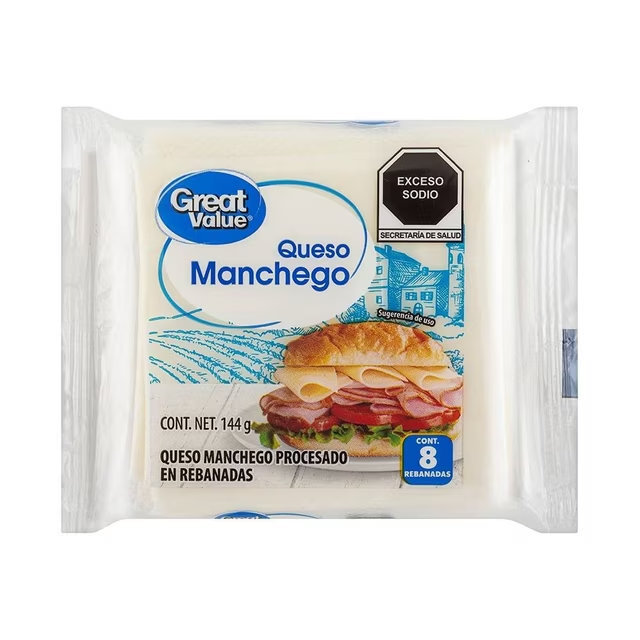 Great
Value®
Queso
Manchego
EXCESO
SODIO
SECRETARÍA DE SALUD
Sugerencia de uso
CONT. NET. 144 g
QUESO MANCHEGO PROCESADO
EN REBANADAS
CONT.
8
REBANADAS